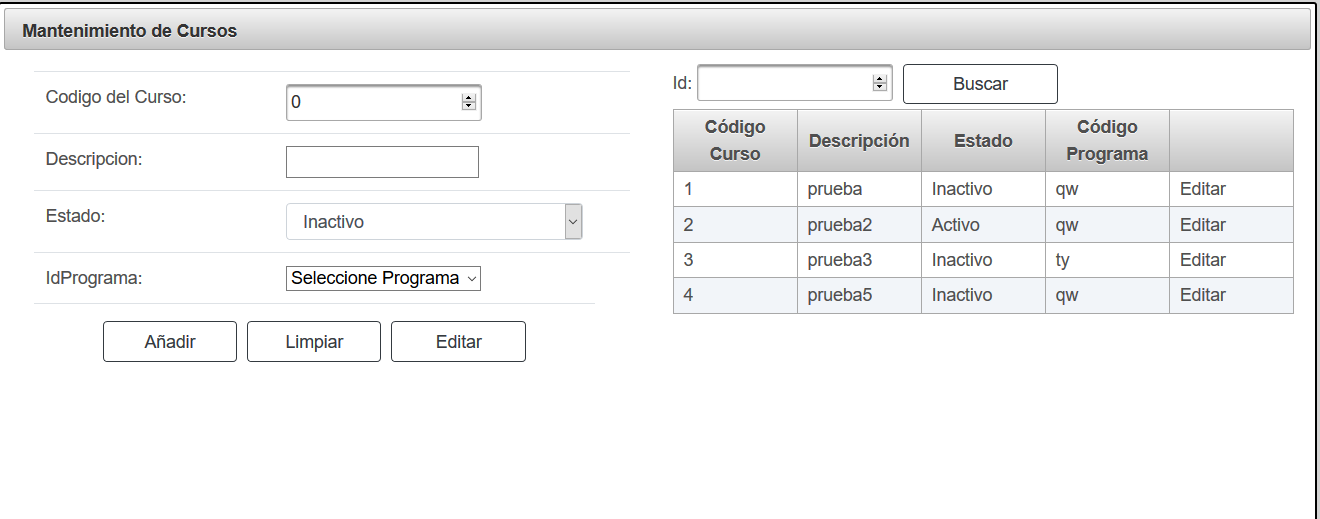 Mantenimiento de Cursos
Codigo del Curso: 0
Descripcion:
Estado: Inactivo
IdPrograma: Seleccione Programa
Añadir Limpiar Editar
Id: Buscar
Código Curso Descripción Estado Código Programa
1 prueba Inactivo qw Editar
2 prueba2 Activo qw Editar
3 prueba3 Inactivo ty Editar
4 prueba5 Inactivo qw Editar